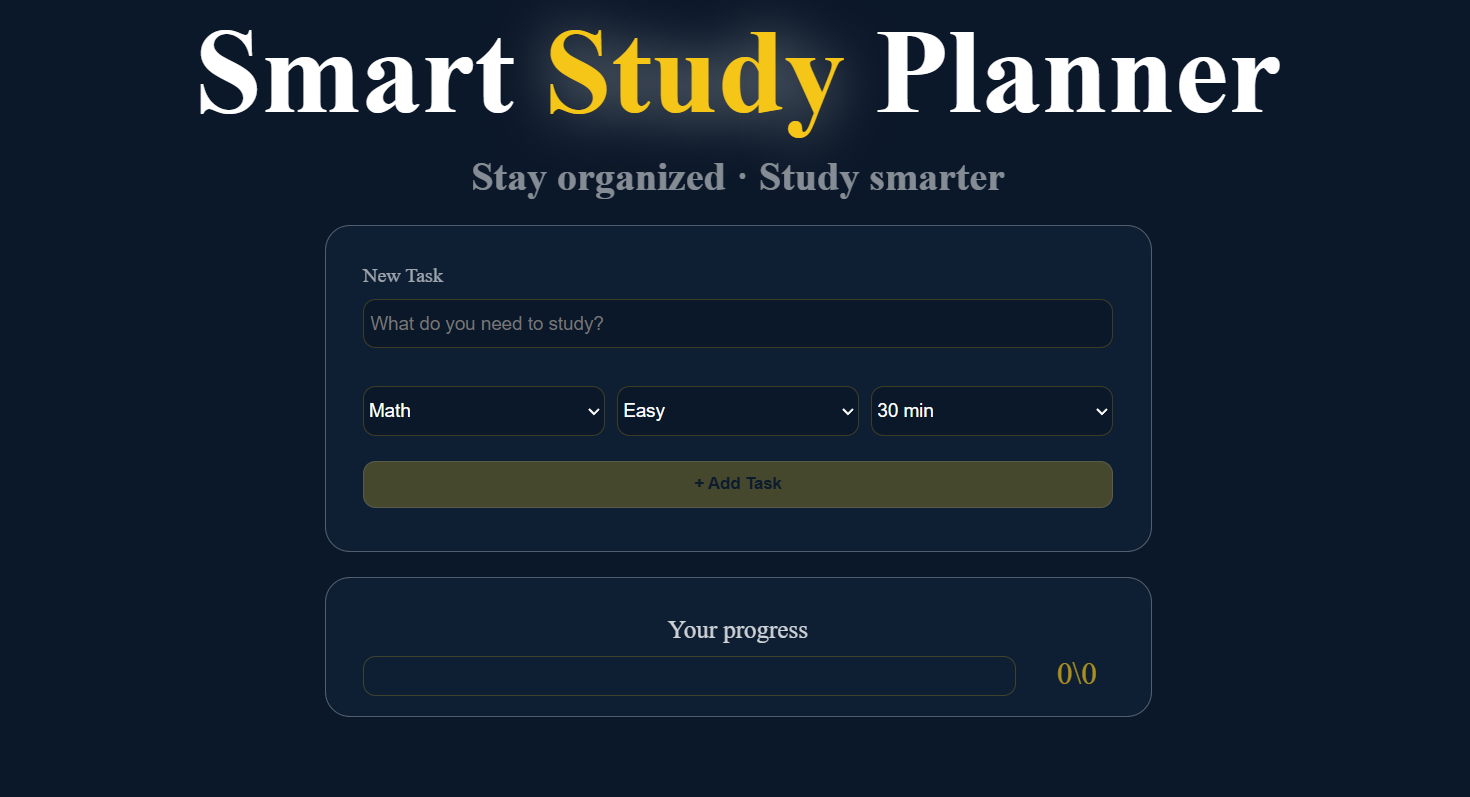 Smart Study Planner
Stay organized · Study smarter
New Task
What do you need to study?
Math Easy 30 min
+ Add Task
Your progress
0\0